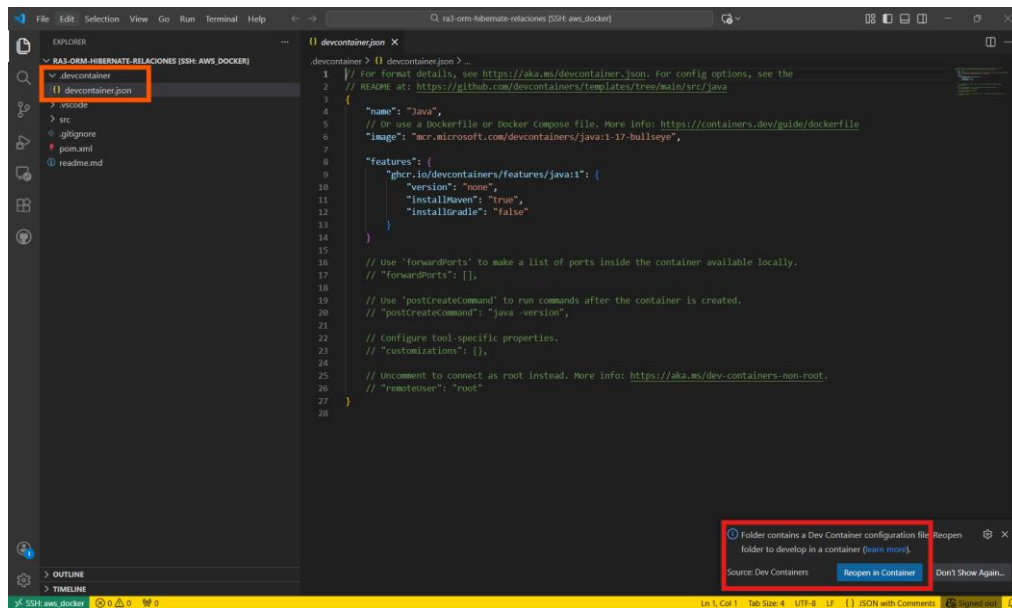 File Edit Selection View Go Run Terminal Help
ra3-orm-hibernate-relaciones [SSH: aws_docker]
EXPLORER
RA3-ORM-HIBERNATE-RELACIONES [SSH: AWS_DOCKER]
.devcontainer
{} devcontainer.json
.vscode
src
.gitignore
pom.xml
readme.md
OUTLINE
TIMELINE
{} devcontainer.json
.devcontainer > {} devcontainer.json > ...
1 // For format details, see https://aka.ms/devcontainer.json. For config options, see the
2 // README at: https://github.com/devcontainers/templates/tree/main/src/java
3 {
4 "name": "Java",
5 // Or use a Dockerfile or Docker Compose file. More info: https://containers.dev/guide/dockerfile
6 "image": "mcr.microsoft.com/devcontainers/java:1-17-bullseye",
7
8 "features": {
9 "ghcr.io/devcontainers/features/java:1": {
10 "version": "none",
11 "installMaven": "true",
12 "installGradle": "false"
13 }
14 }
15
16 // Use 'forwardPorts' to make a list of ports inside the container available locally.
17 // "forwardPorts": [],
18
19 // Use 'postCreateCommand' to run commands after the container is created.
20 // "postCreateCommand": "java -version",
21
22 // Configure tool-specific properties.
23 // "customizations": {},
24
25 // Uncomment to connect as root instead. More info: https://aka.ms/dev-containers-non-root.
26 // "remoteUser": "root"
27 }
28
Folder contains a Dev Container configuration file. Reopen
folder to develop in a container (learn more).
Source: Dev Containers
Reopen in Container
Don't Show Again...
SSH: aws_docker 0 0 0
Ln 1, Col 1 Tab Size: 4 UTF-8 LF {} JSON with Comments Signed out